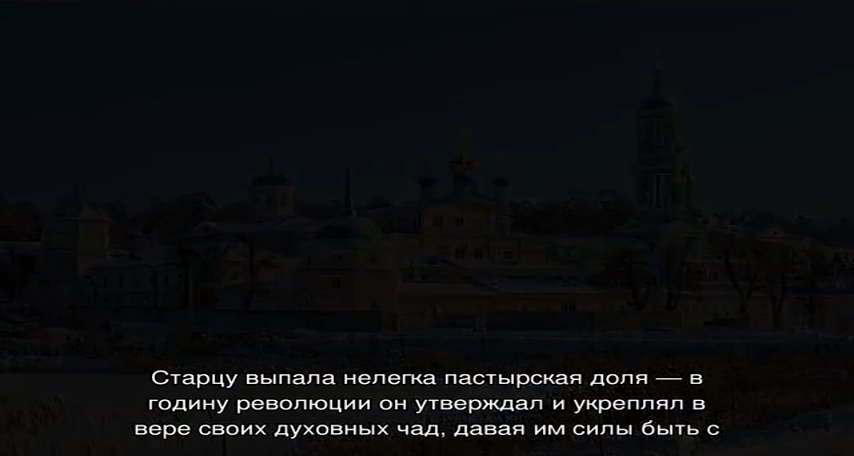 Старцу выпала нелегка пастырская доля — в
годину революции он утверждал и укреплял в
вере своих духовных чад, давая им силы быть с